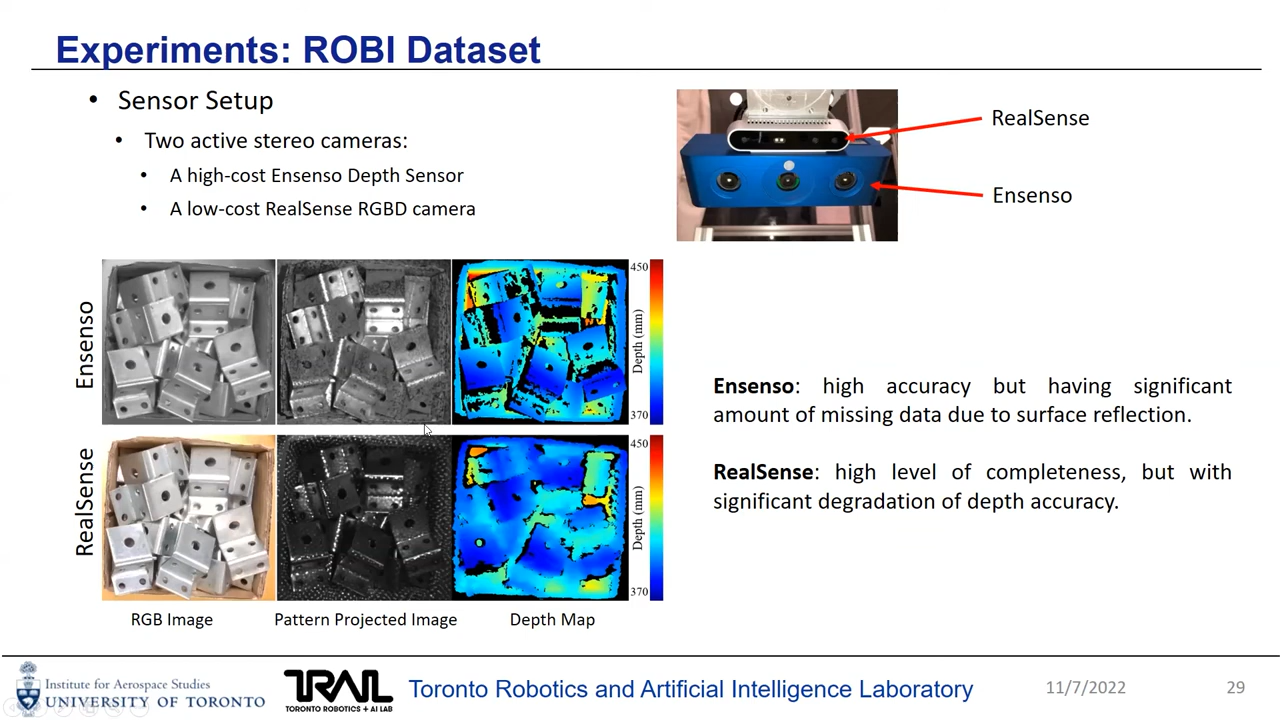 Experiments: ROBI Dataset
• Sensor Setup
• Two active stereo cameras:
• A high-cost Ensenso Depth Sensor
• A low-cost RealSense RGBD camera
RealSense
Ensenso
Ensenso
450
Depth (mm)
370
RealSense
450
Depth (mm)
370
RGB Image
Pattern Projected Image
Depth Map
Ensenso: high accuracy but having significant
amount of missing data due to surface reflection.
RealSense: high level of completeness, but with
significant degradation of depth accuracy.
Institute for Aerospace Studies
UNIVERSITY OF TORONTO
TRAIL
TORONTO ROBOTICS + AI LAB
Toronto Robotics and Artificial Intelligence Laboratory
11/7/2022
29